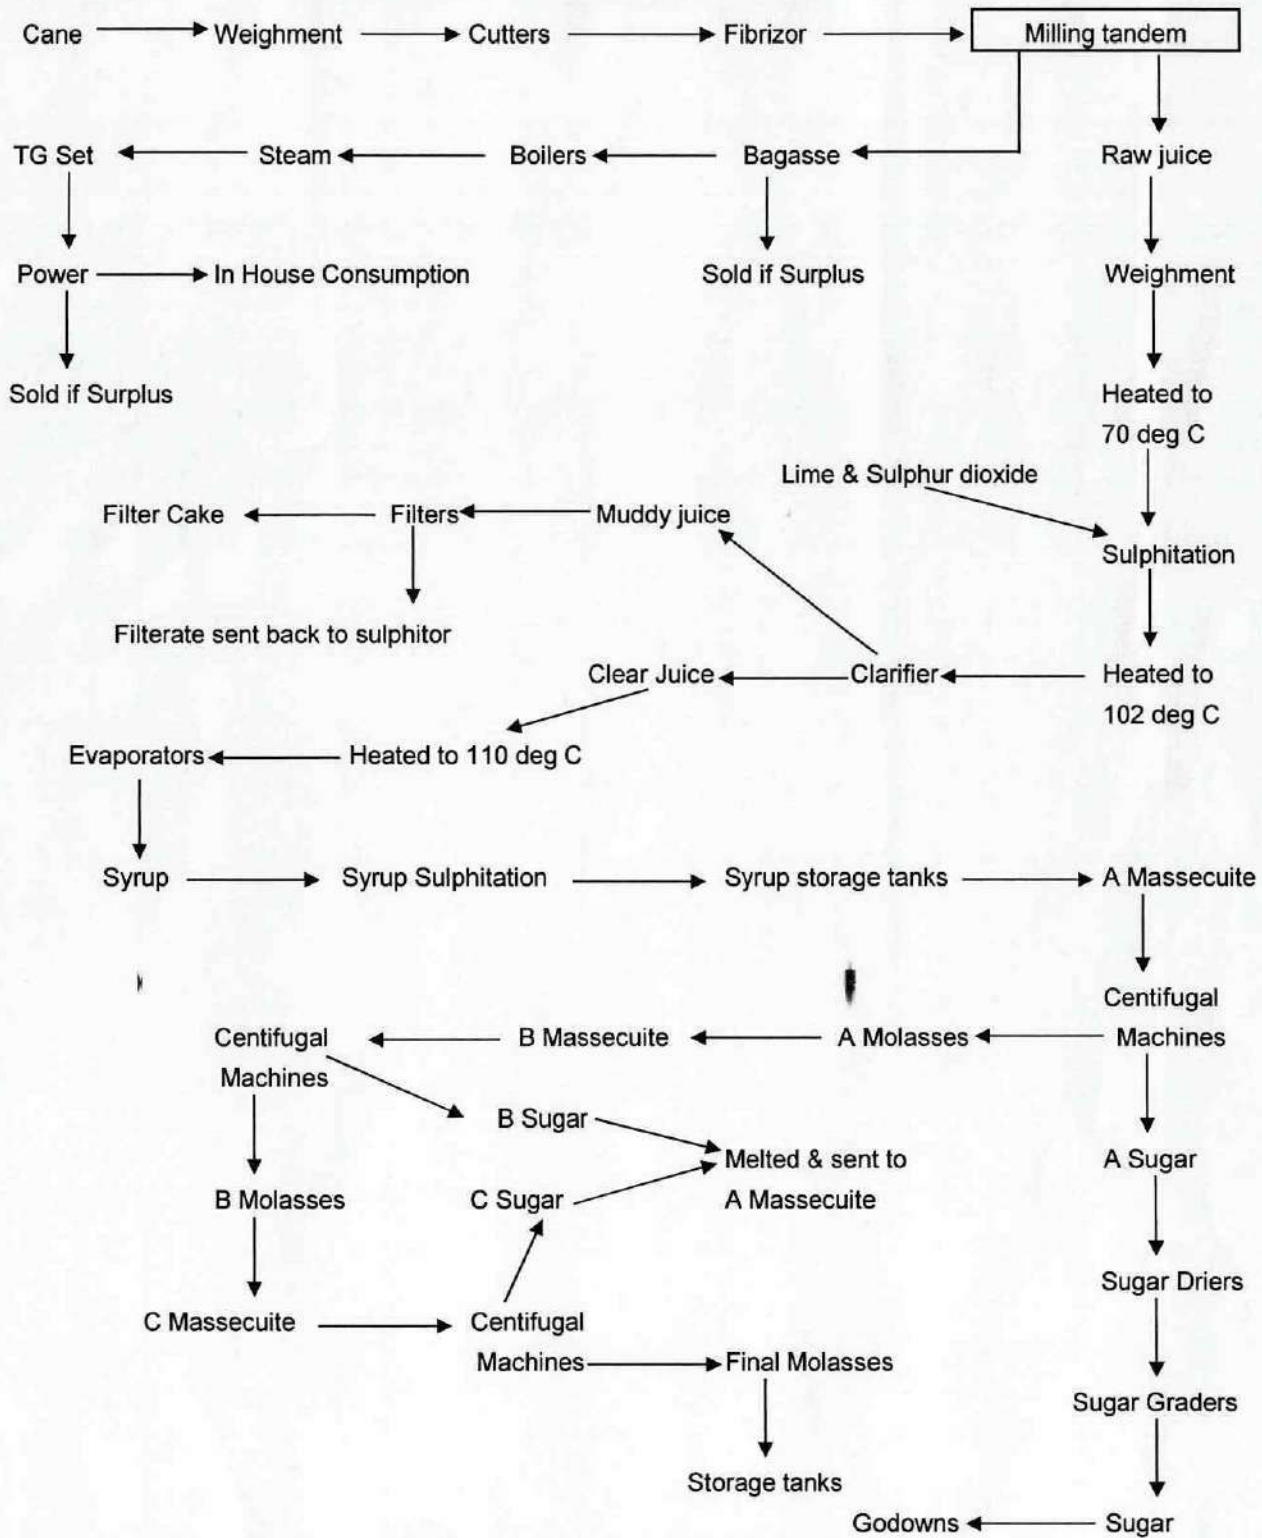 Cane Weighment Cutters Fibrizor Milling tandem
TG Set Steam Boilers Bagasse Raw juice
Power In House Consumption Sold if Surplus Weighment
Sold if Surplus Heated to
70 deg C
Lime & Sulphur dioxide
Filter Cake Filters Muddy juice
Sulphitation
Filterate sent back to sulphitor
Clear Juice Clarifier Heated to
102 deg C
Evaporators Heated to 110 deg C
Syrup Syrup Sulphitation Syrup storage tanks A Massecuite
Centifugal
Centifugal B Massecuite A Molasses Machines
Machines
B Sugar
Melted & sent to A Sugar
B Molasses C Sugar A Massecuite
Sugar Driers
C Massecuite Centifugal
Machines Final Molasses
Sugar Graders
Storage tanks
Godowns Sugar